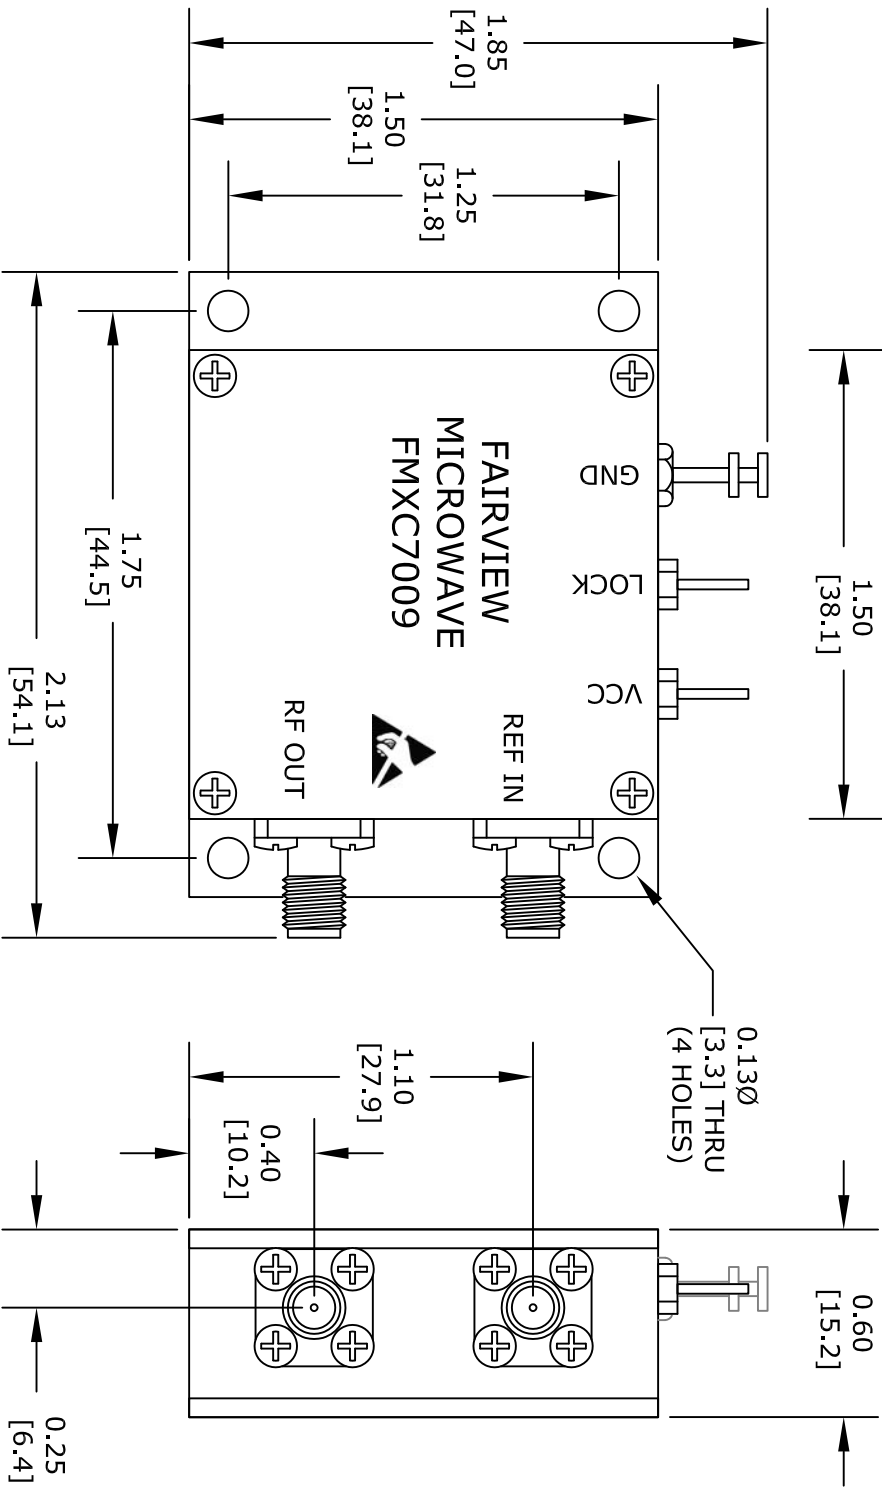 1.85
[47.0]
1.50
[38.1]
1.25
[31.8]
1.50
[38.1]
GND
LOCK
VCC
FAIRVIEW
MICROWAVE
FMXC7009
REF IN
RF OUT
1.75
[44.5]
2.13
[54.1]
0.13Ø
[3.3] THRU
(4 HOLES)
1.10
[27.9]
0.40
[10.2]
0.60
[15.2]
0.25
[6.4]